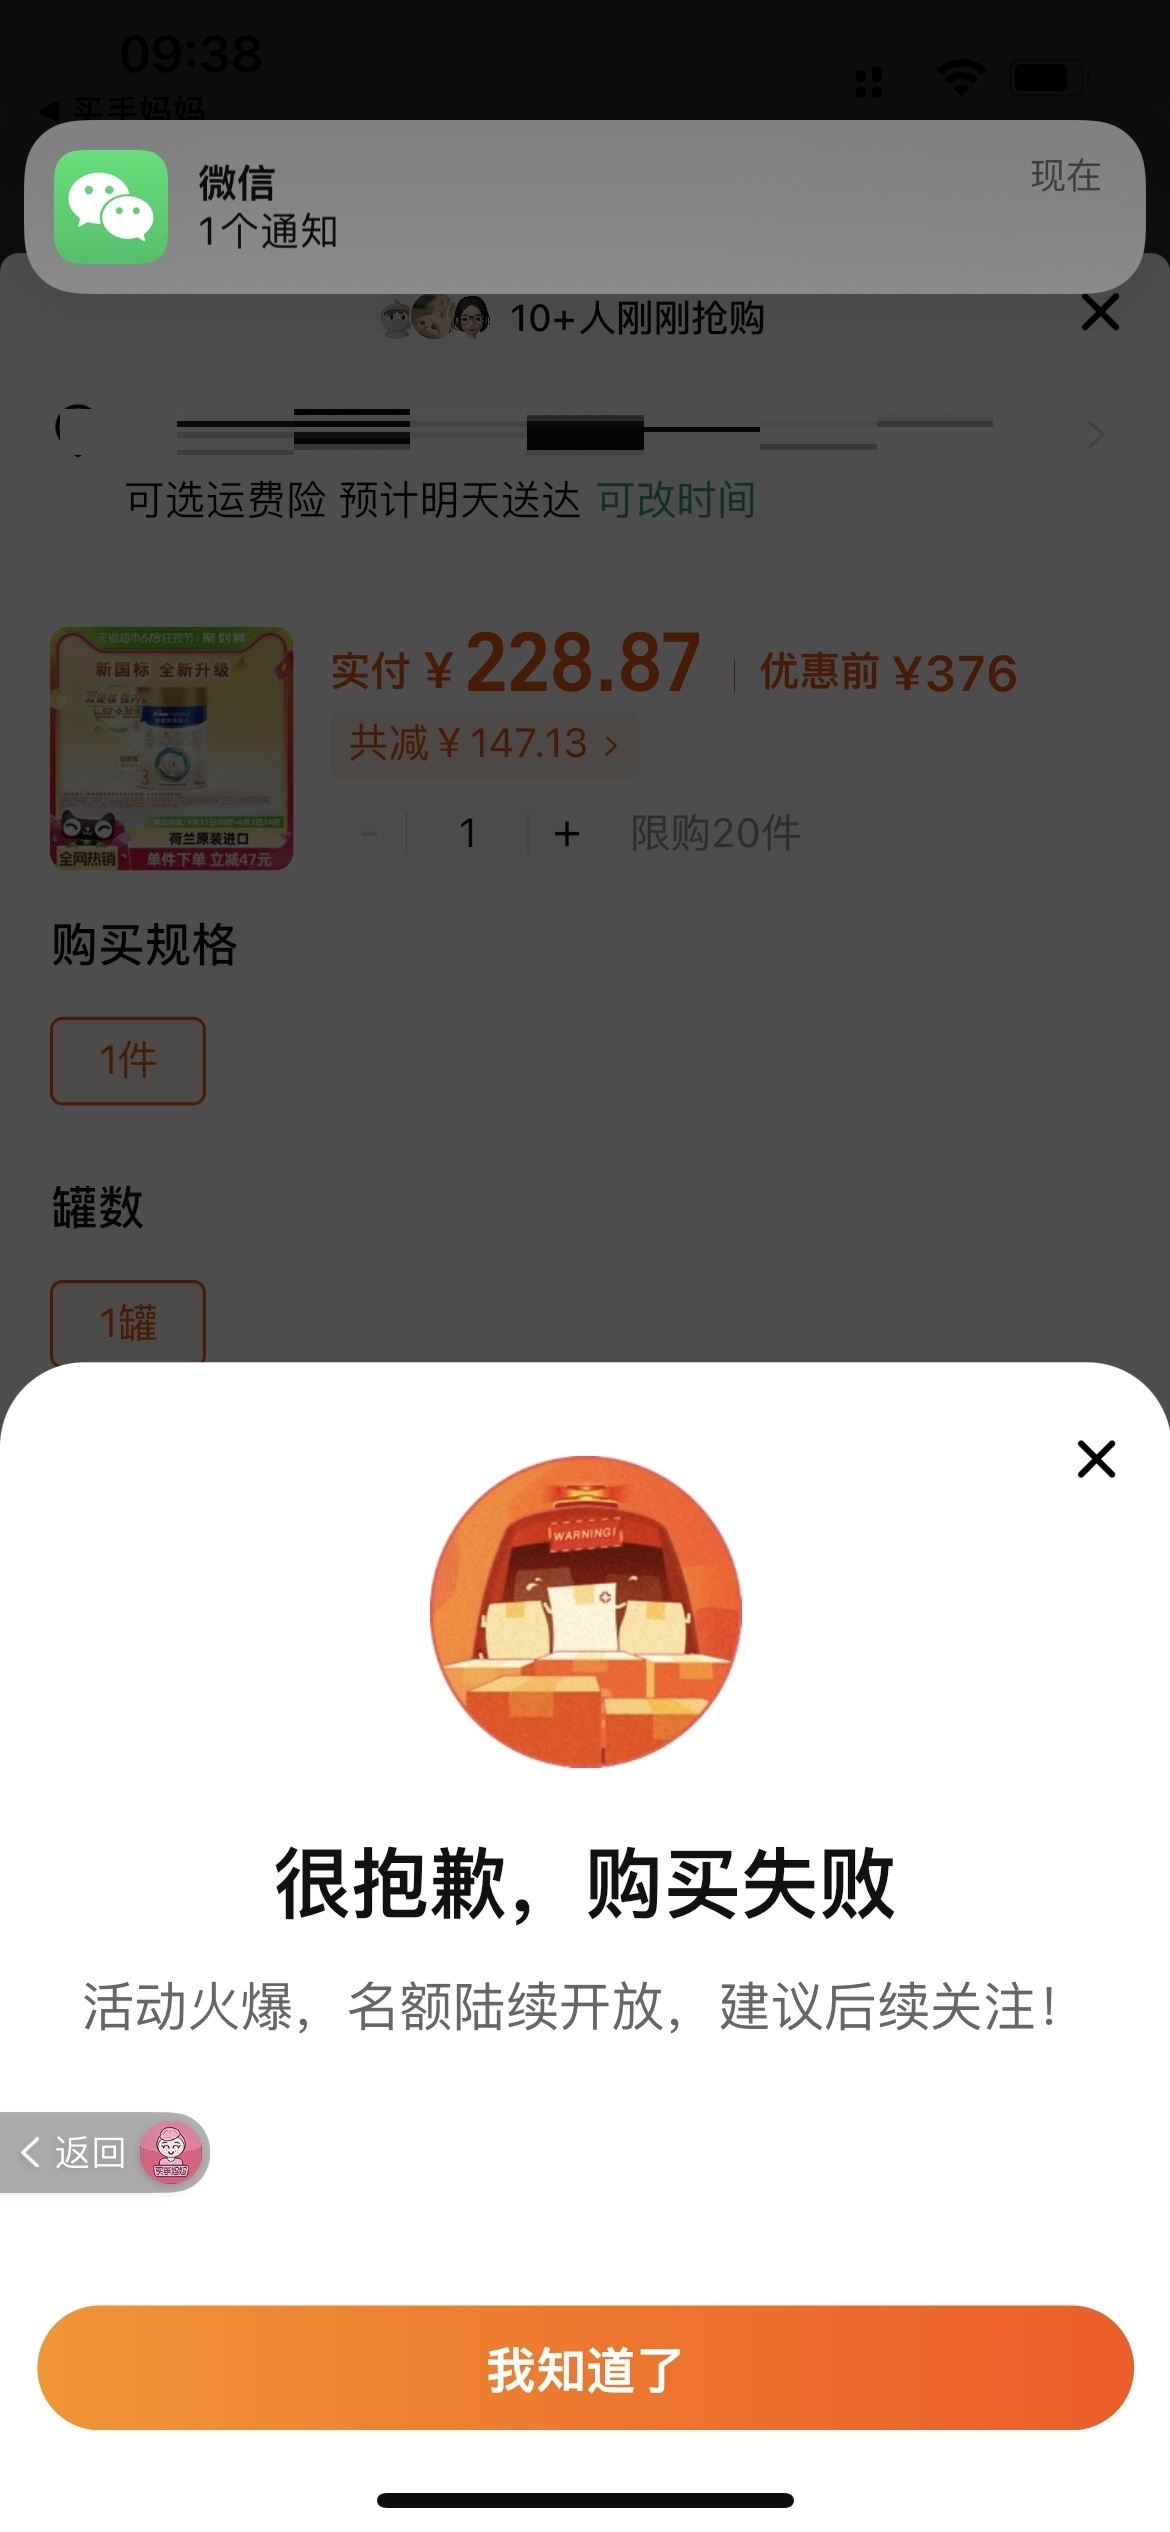 09:38
买手妈妈
微信
现在
1个通知
10+人刚刚抢购
可选运费险 预计明天送达 可改时间
天猫超市618狂欢节 聚划算
新国标 全新升级
3
荷兰原装进口
全网热销
单件下单 立减47元
实付 ¥228.87 优惠前 ¥376
共减 ¥147.13 >
- 1 + 限购20件
购买规格
1件
罐数
1罐
WARNING!
很抱歉，购买失败
活动火爆，名额陆续开放，建议后续关注！
返回
买手妈妈
我知道了